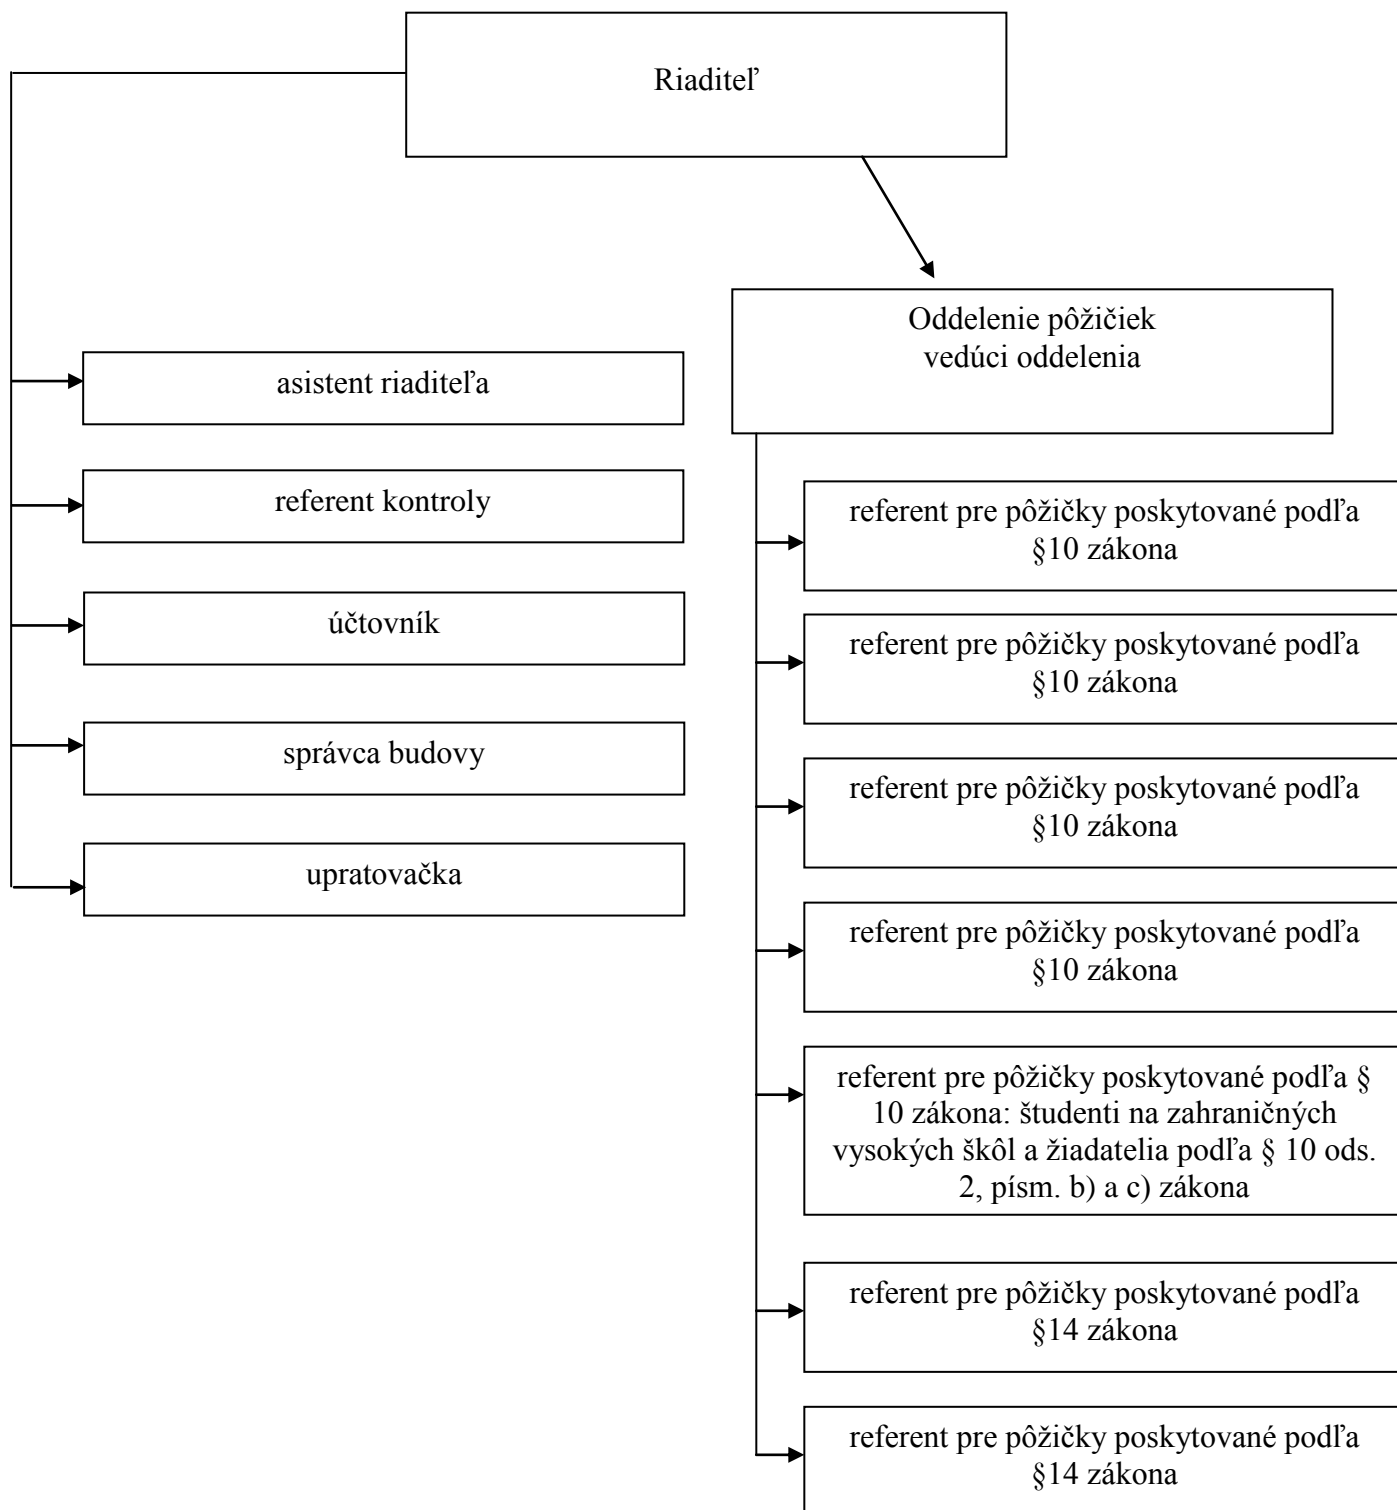 Riaditeľ
asistent riaditeľa
referent kontroly
účtovník
správca budovy
upratovačka
Oddelenie pôžičiek
vedúci oddelenia
referent pre pôžičky poskytované podľa
§10 zákona
referent pre pôžičky poskytované podľa
§10 zákona
referent pre pôžičky poskytované podľa
§10 zákona
referent pre pôžičky poskytované podľa
§10 zákona
referent pre pôžičky poskytované podľa §
10 zákona: študenti na zahraničných
vysokých škôl a žiadatelia podľa § 10 ods.
2, písm. b) a c) zákona
referent pre pôžičky poskytované podľa
§14 zákona
referent pre pôžičky poskytované podľa
§14 zákona